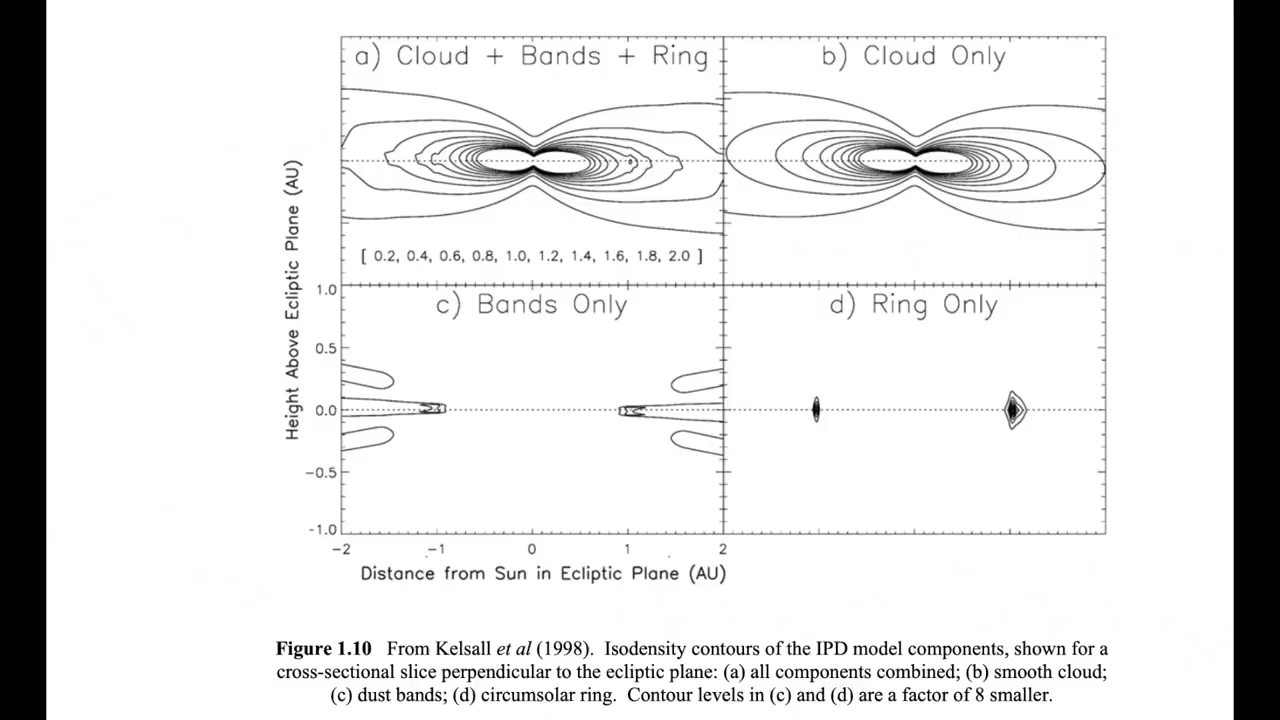 a) Cloud + Bands + Ring
b) Cloud Only
[ 0.2, 0.4, 0.6, 0.8, 1.0, 1.2, 1.4, 1.6, 1.8, 2.0 ]
c) Bands Only
d) Ring Only
Height Above Ecliptic Plane (AU)
1.0
0.5
0.0
−0.5
-1.0
−2
−1
0
1
2
Distance from Sun in Ecliptic Plane (AU)
Figure 1.10 From Kelsall et al (1998). Isodensity contours of the IPD model components, shown for a
cross-sectional slice perpendicular to the ecliptic plane: (a) all components combined; (b) smooth cloud;
(c) dust bands; (d) circumsolar ring. Contour levels in (c) and (d) are a factor of 8 smaller.